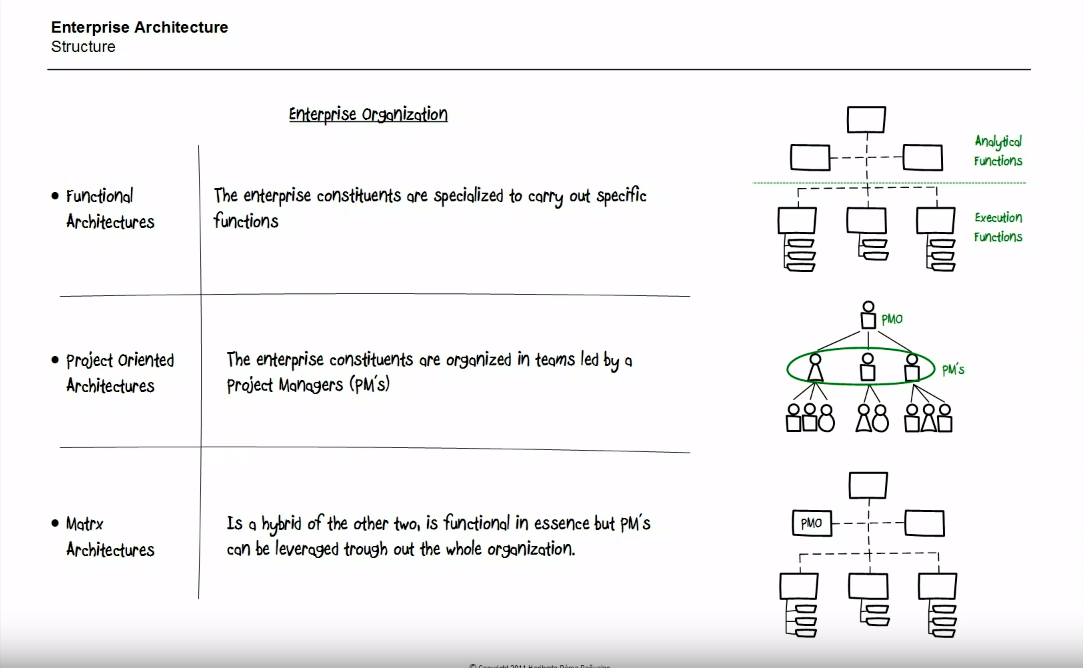 Enterprise Architecture
Structure
Enterprise Organization
Analytical
Functions
• Functional
Architectures
The enterprise constituents are specialized to carry out specific
functions
Execution
Functions
PMO
• Project Oriented
Architectures
The enterprise constituents are organized in teams led by a
Project Managers (PM's)
PM's
• Matrx
Architectures
Is a hybrid of the other two, is functional in essence but PM's
can be leveraged trough out the whole organization.
PMO
© Copyright 2011